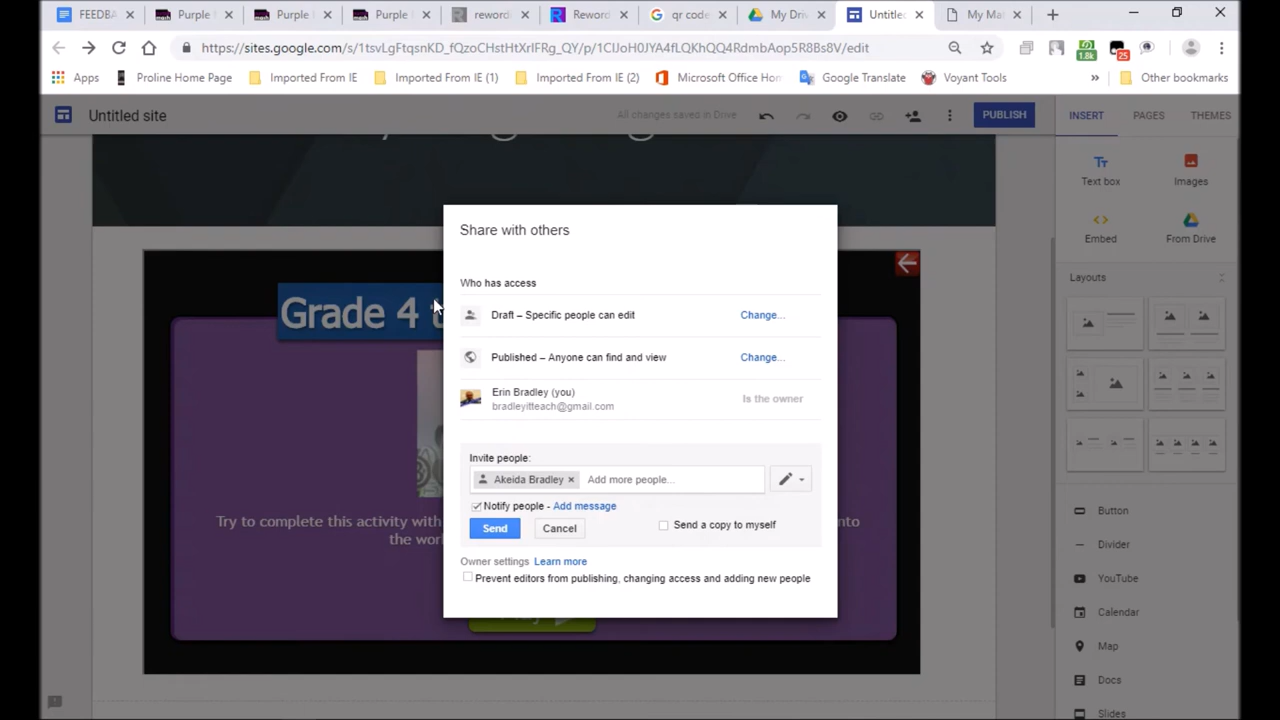 FEEDBA
Purple M
Purple I
Purple I
reword
Reword
qr code
My Driv
Untitle
My Ma
https://sites.google.com/s/1tsvLgFtqsnKD_fQzoCHstHtXrIFRg_QY/p/1CIJoH0JYA4fLQKhQQ4RdmbAop5R8Bs8V/edit
1.8k
25
Apps
Proline Home Page
Imported From IE
Imported From IE (1)
Imported From IE (2)
Microsoft Office Hom
Google Translate
Voyant Tools
»
Other bookmarks
Untitled site
All changes saved in Drive
PUBLISH
INSERT
PAGES
THEMES
Text box
Images
Embed
From Drive
Layouts
Button
Divider
YouTube
Calendar
Map
Docs
Slides
Grade 4 t
Try to complete this activity with
into
the worl
Share with others
Who has access
Draft – Specific people can edit
Change...
Published – Anyone can find and view
Change...
Erin Bradley (you)
bradleyitteach@gmail.com
Is the owner
Invite people:
Akeida Bradley
Add more people...
Notify people - Add message
Send
Cancel
Send a copy to myself
Owner settings Learn more
Prevent editors from publishing, changing access and adding new people